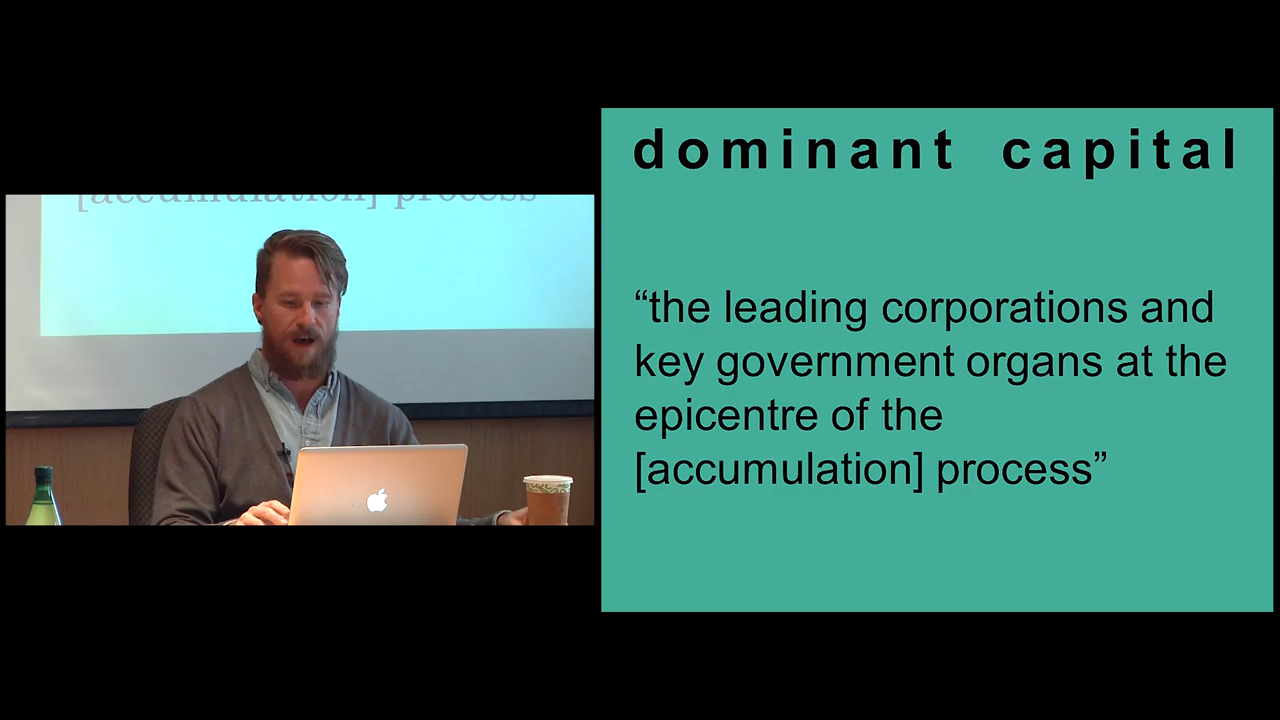 [accumulation] process
dominant capital
“the leading corporations and
key government organs at the
epicentre of the
[accumulation] process”